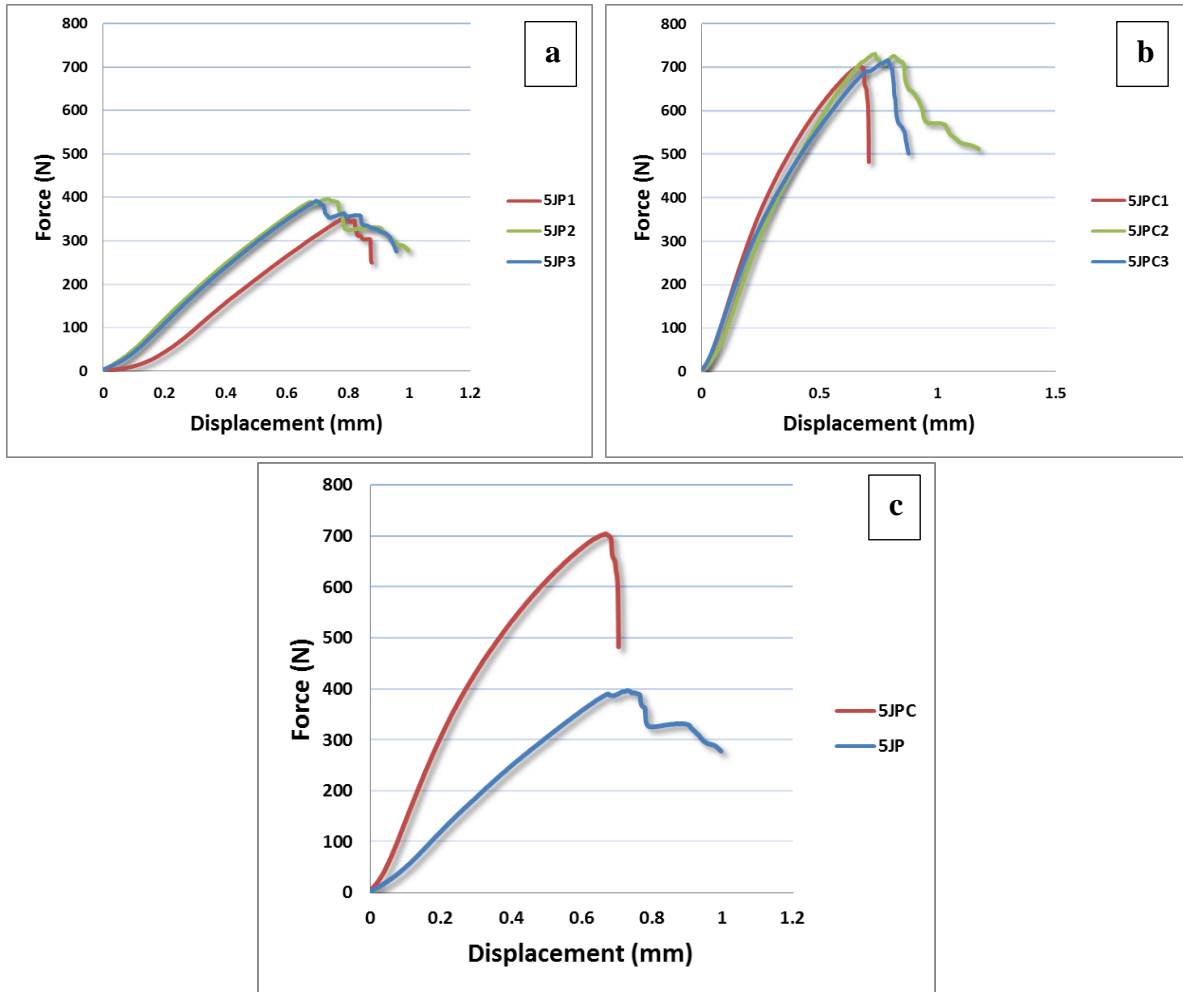 a
800
700
600
500
400
300
200
100
0
Force (N)
0 0.2 0.4 0.6 0.8 1 1.2
Displacement (mm)
5JP1
5JP2
5JP3
b
800
700
600
500
400
300
200
100
0
Force (N)
0 0.5 1 1.5
Displacement (mm)
5JPC1
5JPC2
5JPC3
c
800
700
600
500
400
300
200
100
0
Force (N)
0 0.2 0.4 0.6 0.8 1 1.2
Displacement (mm)
5JPC
5JP